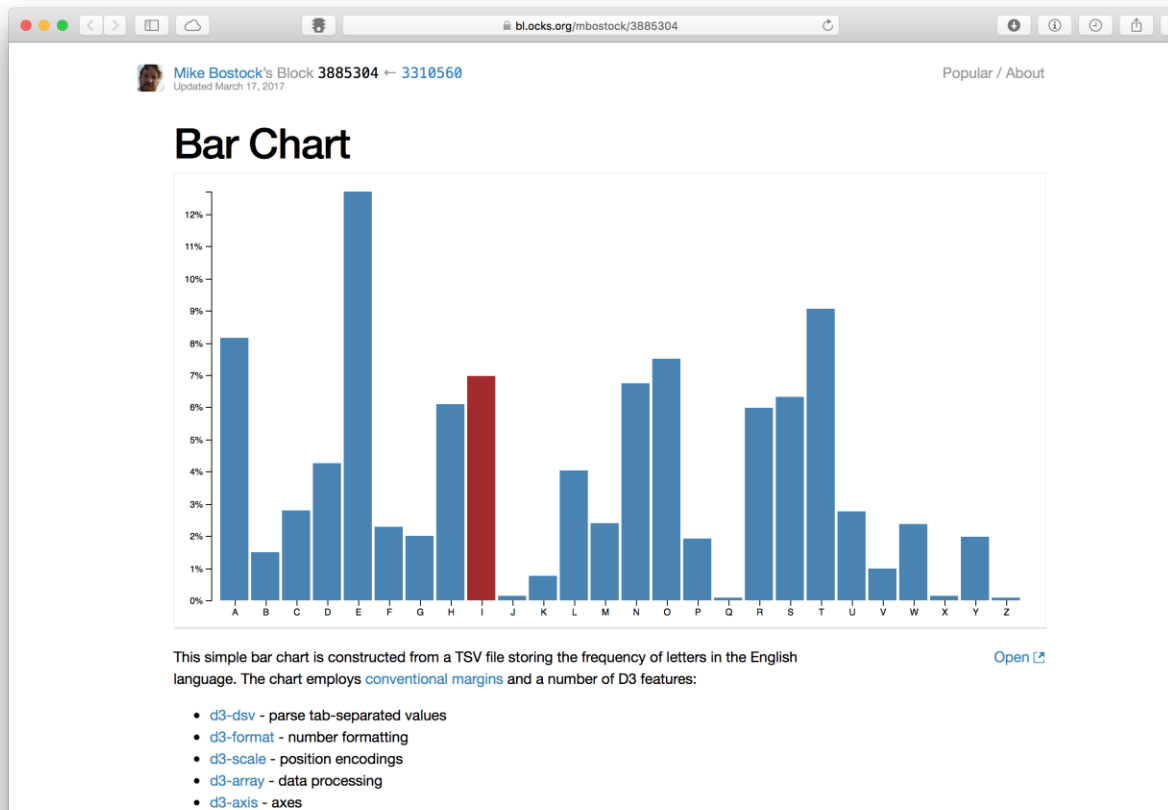 bl.ocks.org/mbostock/3885304
Mike Bostock's Block 3885304 ← 3310560
Updated March 17, 2017
Popular / About
Bar Chart
12%
11%
10%
9%
8%
7%
6%
5%
4%
3%
2%
1%
0%
A B C D E F G H I J K L M N O P Q R S T U V W X Y Z
This simple bar chart is constructed from a TSV file storing the frequency of letters in the English
language. The chart employs conventional margins and a number of D3 features:
Open
• d3-dsv - parse tab-separated values
• d3-format - number formatting
• d3-scale - position encodings
• d3-array - data processing
• d3-axis - axes